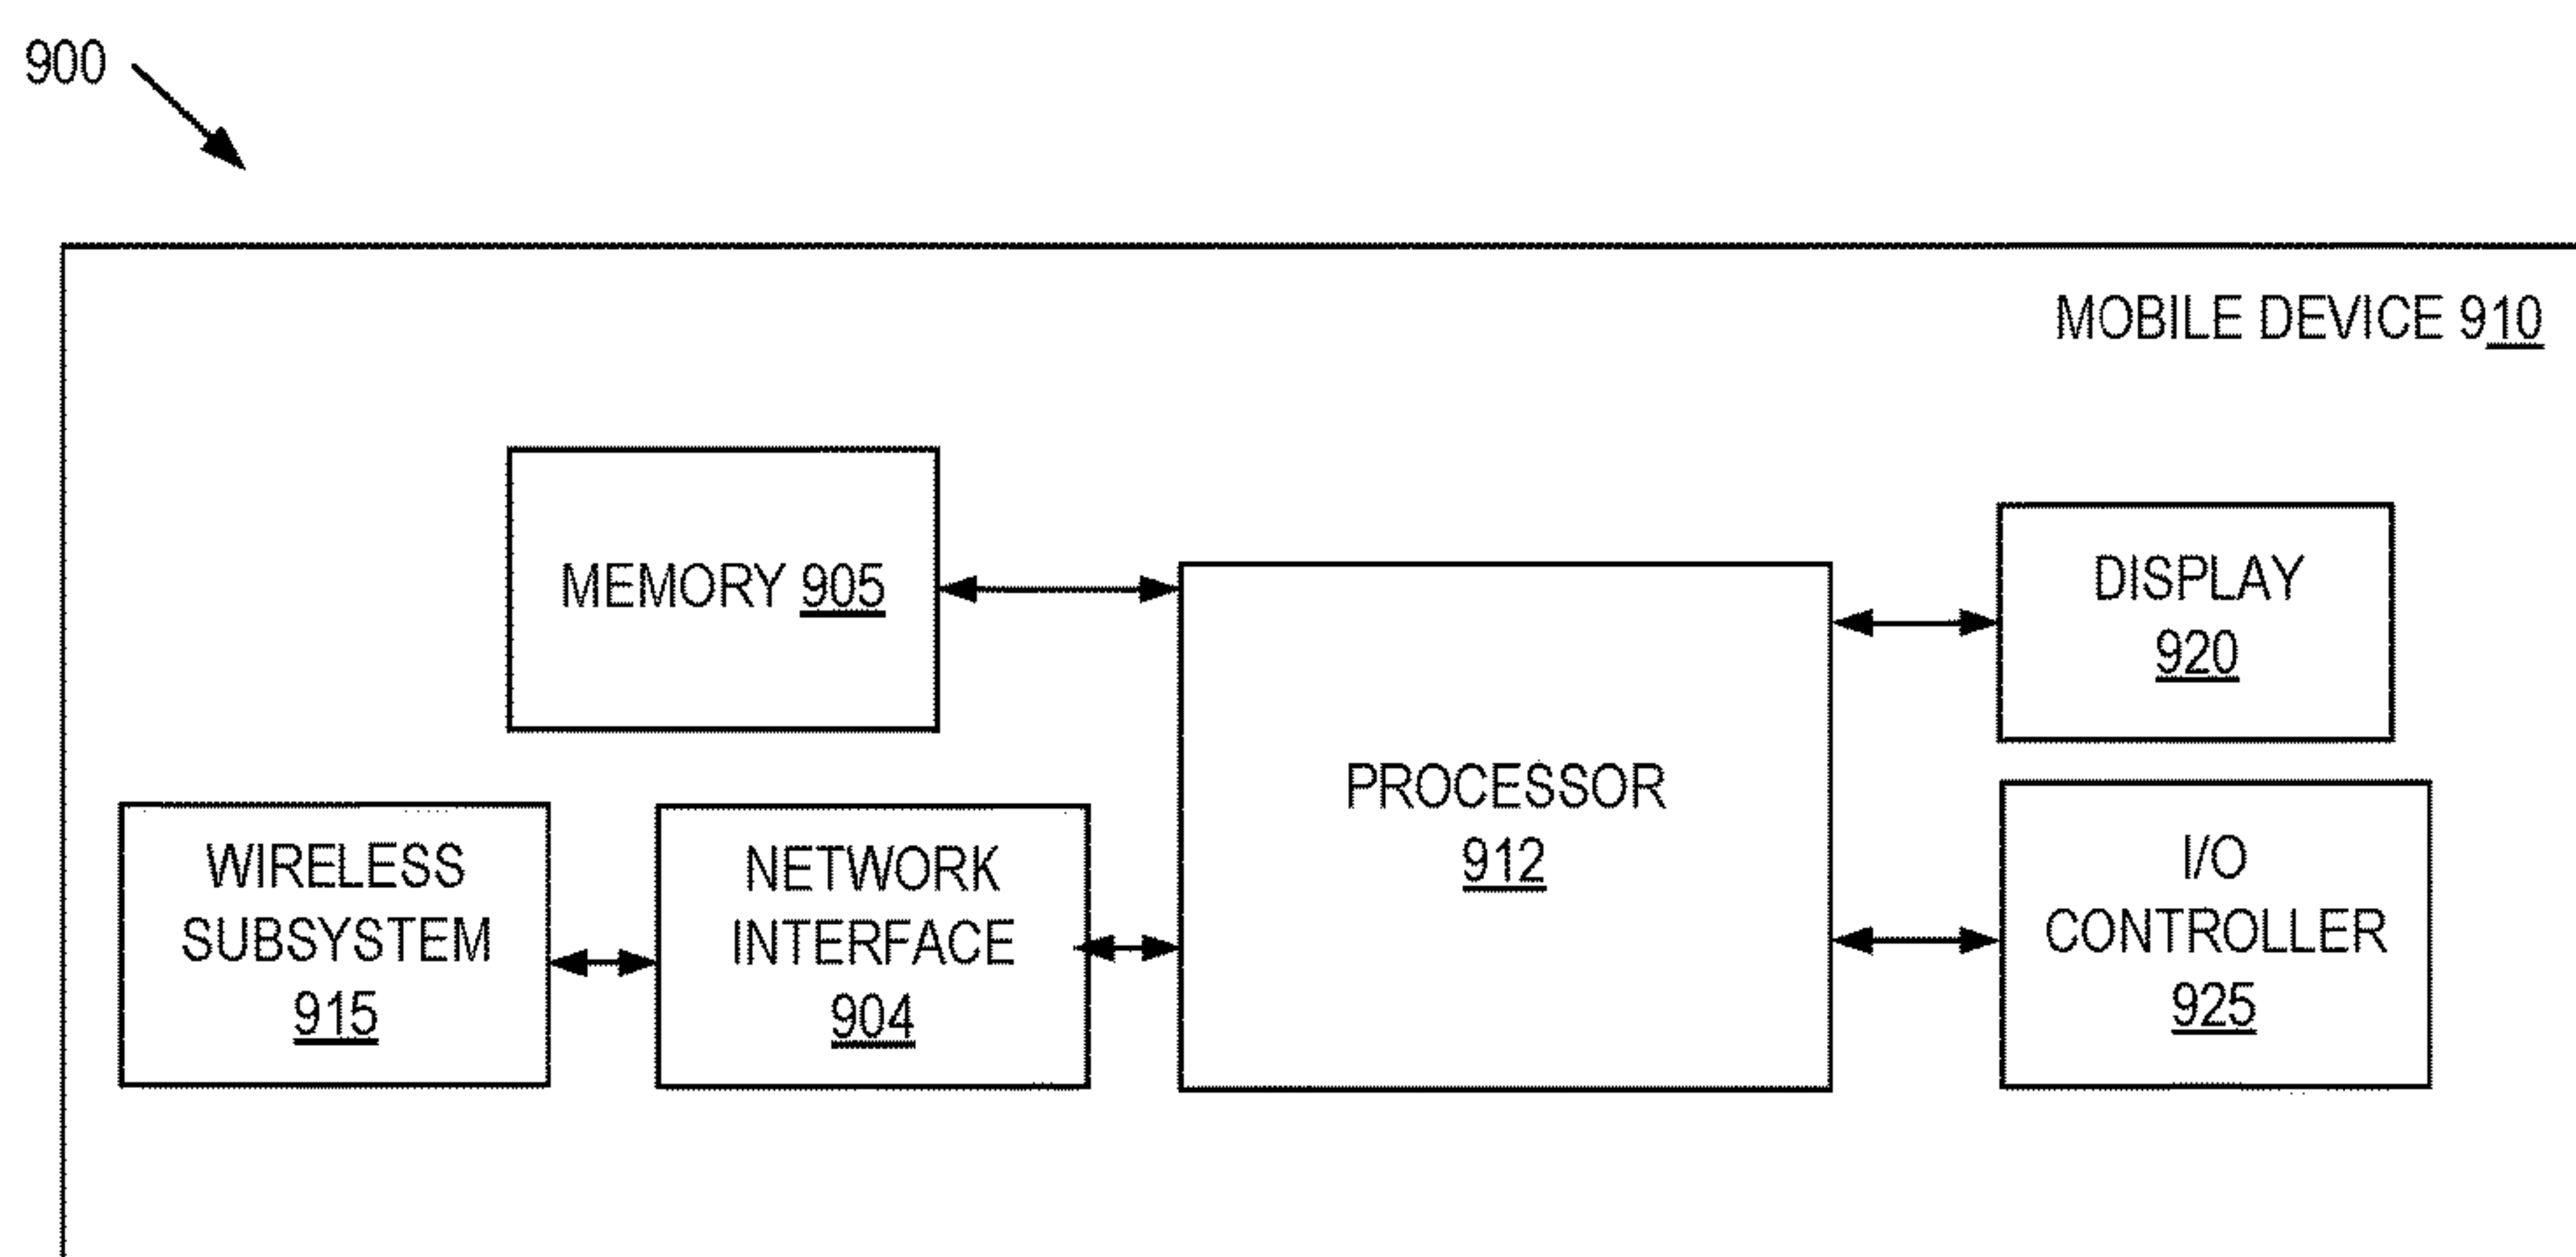 900
MOBILE DEVICE 910
MEMORY 905
DISPLAY
920
PROCESSOR
912
WIRELESS
SUBSYSTEM
915
NETWORK
INTERFACE
904
I/O
CONTROLLER
925